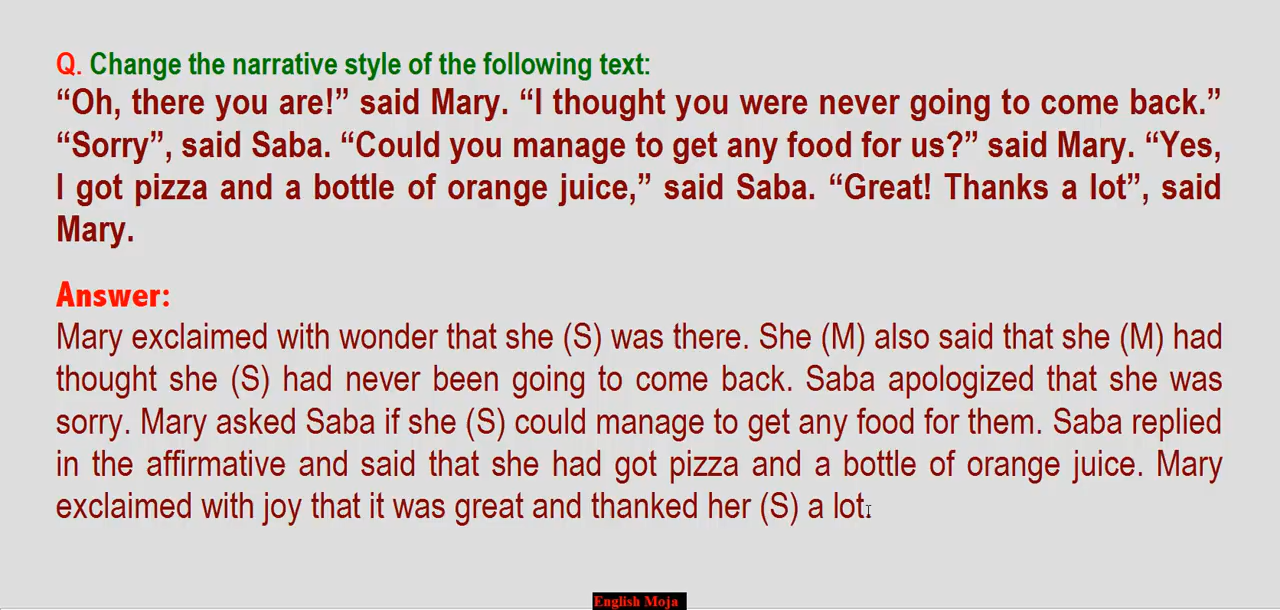 Q. Change the narrative style of the following text:
“Oh, there you are!” said Mary. “I thought you were never going to come back.”
“Sorry”, said Saba. “Could you manage to get any food for us?” said Mary. “Yes,
I got pizza and a bottle of orange juice,” said Saba. “Great! Thanks a lot”, said
Mary.
Answer:
Mary exclaimed with wonder that she (S) was there. She (M) also said that she (M) had
thought she (S) had never been going to come back. Saba apologized that she was
sorry. Mary asked Saba if she (S) could manage to get any food for them. Saba replied
in the affirmative and said that she had got pizza and a bottle of orange juice. Mary
exclaimed with joy that it was great and thanked her (S) a lot.
English Moja